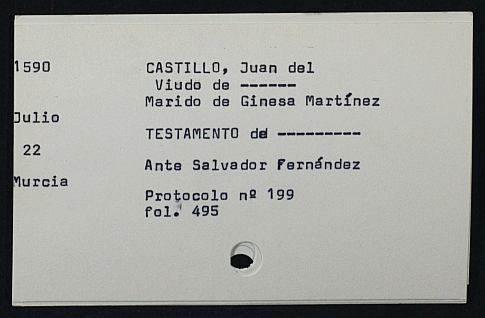 1590 CASTILLO, Juan del
Viudo de ------
Marido de Ginesa Martínez
Julio
TESTAMENTO de ---------
22
Ante Salvador Fernández
Murcia
Protocolo nº 199
fol. 495